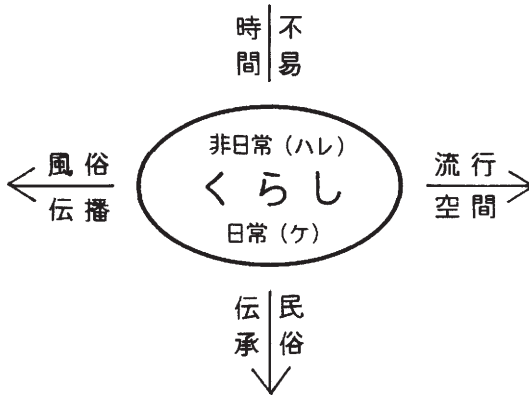 時間
不易
非日常（ハレ）
くらし
日常（ケ）
風俗
伝播
流行
空間
伝承
民俗